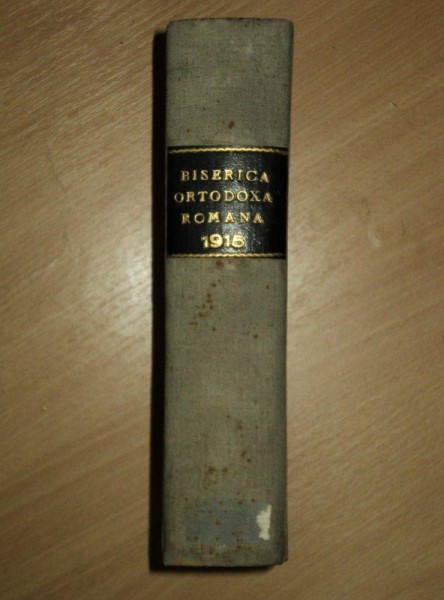 BISERICA
ORTODOXA
ROMANA
1915